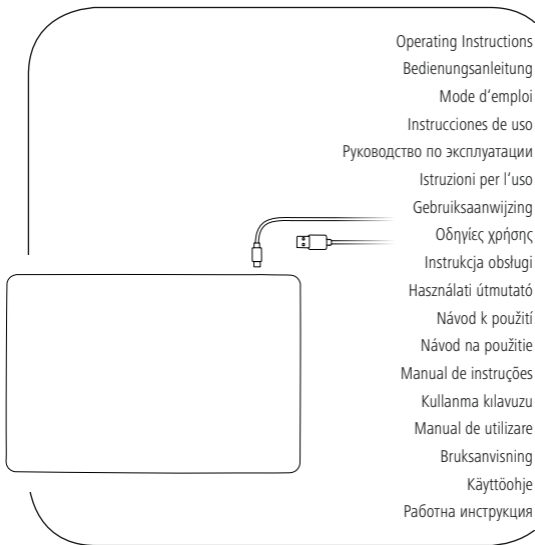 Operating Instructions
Bedienungsanleitung
Mode d‘emploi
Instrucciones de uso
Руководство по эксплуатации
Istruzioni per l‘uso
Gebruiksaanwijzing
Οδηγίες χρήσης
Instrukcja obsługi
Használati útmutató
Návod k použití
Návod na použitie
Manual de instruções
Kullanma kılavuzu
Manual de utilizare
Bruksanvisning
Käyttöohje
Работна инструкция